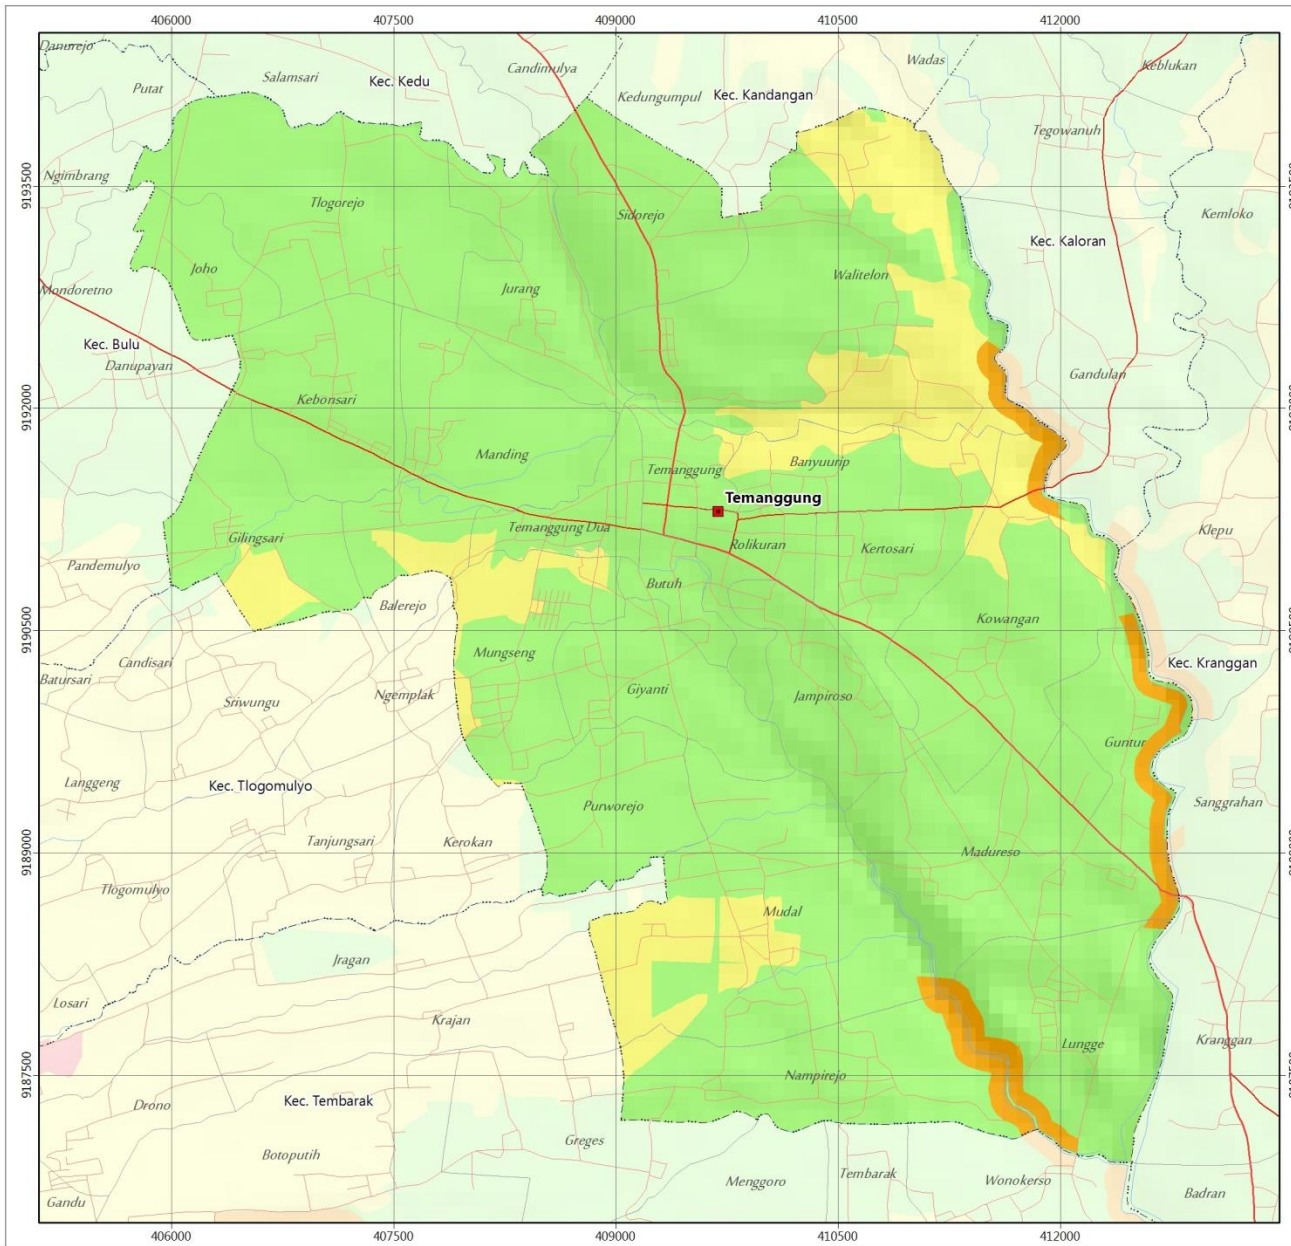 406000
407500
409000
410500
412000
Danurejo
Candimulya
Wadas
Keblukan
Salamsari
Kec. Kedu
Putat
Kedungumpul
Kec. Kandangan
Tegowanuh
Ngimbrang
9193500
Tlogorejo
Sidorejo
Kemloko
Kec. Kaloran
Joho
Walitelon
Mondoretno
Jurang
Kec. Bulu
Danupayan
Gandulan
Kebonsari
9192000
Manding
Temanggung
Banyuurip
Temanggung
Temanggung Dua
Klepu
Gilingsari
Rolikuran
Kertosari
Pandemulyo
Butuh
Balerejo
Kowangan
9190500
Candisari
Mungseng
Kec. Kranggan
Batursari
Sriwungu
Ngemplak
Giyanti
Jampiroso
Guntur
Langgeng
Kec. Tlogomulyo
Purworejo
Sanggrahan
Tanjungsari
Kerokan
Madureso
9189000
Tlogomulyo
Mudal
Jragan
Losari
Krajan
Lungge
Kranggan
9187500
Nampirejo
Drono
Kec. Tembarak
Greges
Botoputih
Menggoro
Tembarak
Wonokerso
Badran
Gandu
406000
407500
409000
410500
412000